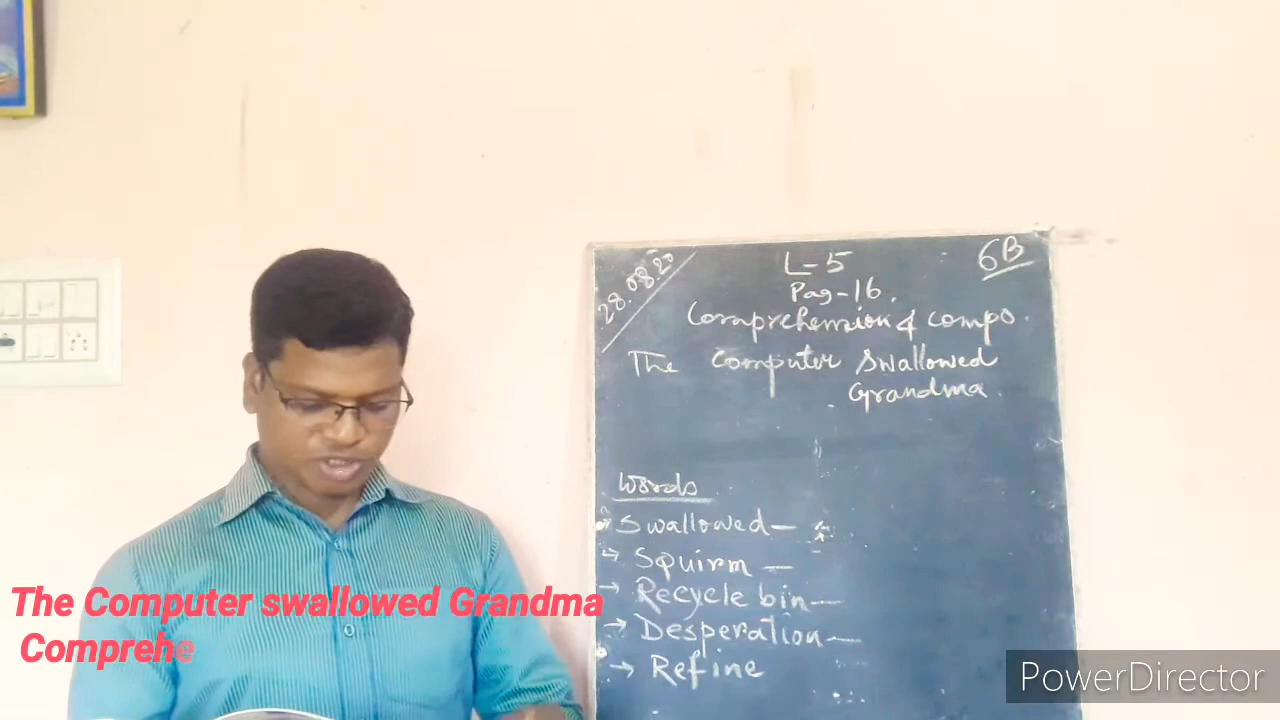 28.08.20
L-5
6B
Pag-16.
Comprehension & compo.
The Computer Swallowed
Grandma.
Words
Swallowed-
→ Squirm -
→ Recycle bin-
→ Desperation-
→ Refine
The Computer swallowed Grandma
Comprehe
PowerDirector